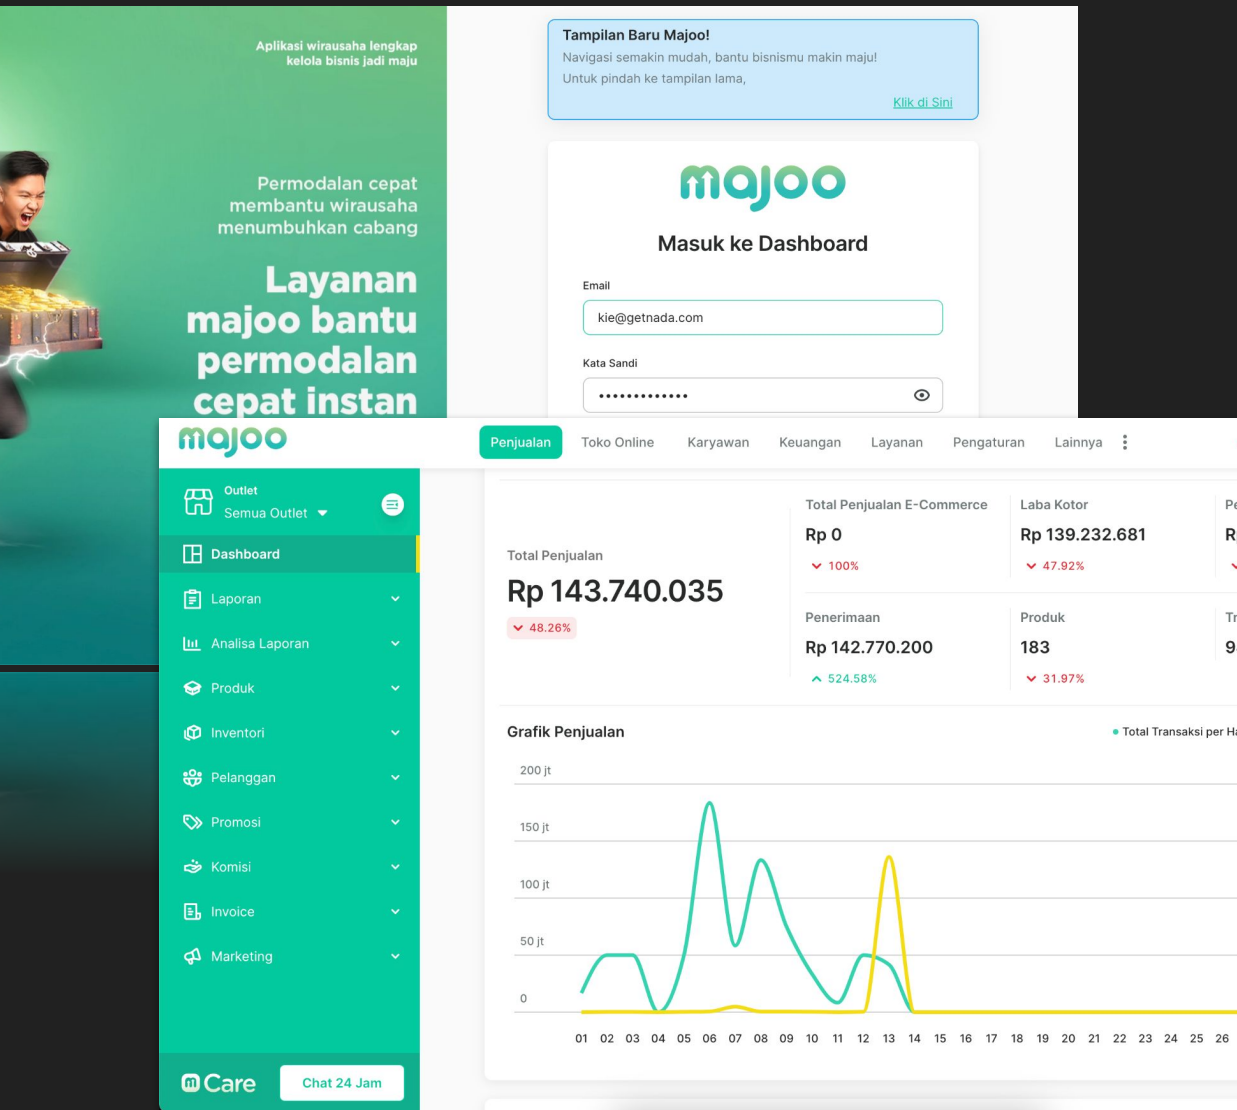 Aplikasi wirausaha lengkap
kelola bisnis jadi maju
Permodalan cepat
membantu wirausaha
menumbuhkan cabang
Layanan
majoo bantu
permodalan
cepat instan
Tampilan Baru Majoo!
Navigasi semakin mudah, bantu bisnismu makin maju!
Untuk pindah ke tampilan lama,
Klik di Sini
majoo
Masuk ke Dashboard
Email
kie@getnada.com
Kata Sandi
•••••••••••••
majoo
Penjualan Toko Online Karyawan Keuangan Layanan Pengaturan Lainnya
Outlet
Semua Outlet
Dashboard
Laporan
Analisa Laporan
Produk
Inventori
Pelanggan
Promosi
Komisi
Invoice
Marketing
m Care
Chat 24 Jam
Total Penjualan
Rp 143.740.035
48.26%
Total Penjualan E-Commerce
Rp 0
100%
Laba Kotor
Rp 139.232.681
47.92%
Penerimaan
Rp 142.770.200
524.58%
Produk
183
31.97%
Grafik Penjualan
Total Transaksi per
200 jt
150 jt
100 jt
50 jt
0
01 02 03 04 05 06 07 08 09 10 11 12 13 14 15 16 17 18 19 20 21 22 23 24 25 26